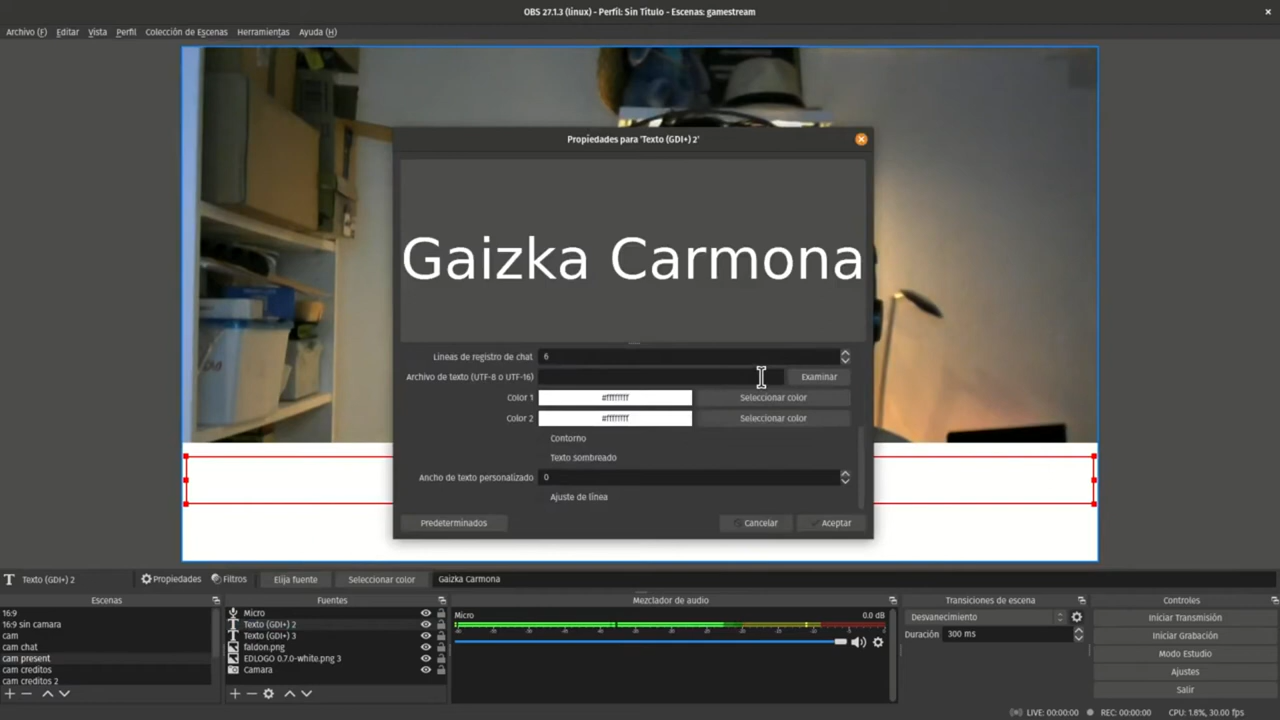 OBS 27.1.3 (linux) - Perfil: Sin Título - Escenas: gamestream
Archivo (F) Editar Vista Perfil Colección de Escenas Herramientas Ayuda (H)
Propiedades para 'Texto (GDI+) 2'
Gaizka Carmona
Líneas de registro de chat 6
Archivo de texto (UTF-8 o UTF-16) Examinar
Color 1 #ffffffff Seleccionar color
Color 2 #ffffffff Seleccionar color
Contorno
Texto sombreado
Ancho de texto personalizado 0
Ajuste de línea
Predeterminados Cancelar Aceptar
Texto (GDI+) 2 Propiedades Filtros Elija fuente Seleccionar color Gaizka Carmona
Escenas
16:9
16:9 sin camara
cam
cam chat
cam present
cam creditos
cam creditos 2
Fuentes
Micro
Texto (GDI+) 2
Texto (GDI+) 3
faldon.png
EDLOGO 0.7.0-white.png 3
Camara
Mezclador de audio
Micro 0.0 dB
Transiciones de escena
Desvanecimiento
Duración 300 ms
Controles
Iniciar Transmisión
Iniciar Grabación
Modo Estudio
Ajustes
Salir
LIVE: 00:00:00 REC: 00:00:00 CPU: 1.8%, 30.00 fps